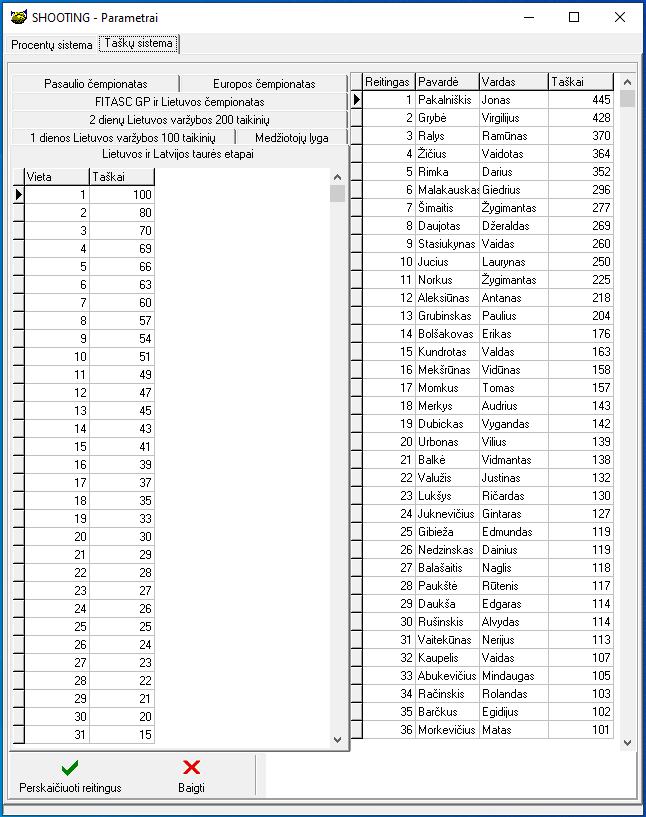 SHOOTING - Parametrai
Procentų sistema Taškų sistema
Pasaulio čempionatas Europos čempionatas
FITASC GP ir Lietuvos čempionatas
2 dienų Lietuvos varžybos 200 taikinių
1 dienos Lietuvos varžybos 100 taikinių Medžiotojų lyga
Lietuvos ir Latvijos taurės etapai
Vieta Taškai
1 100
2 80
3 70
4 69
5 66
6 63
7 60
8 57
9 54
10 51
11 49
12 47
13 45
14 43
15 41
16 39
17 37
18 35
19 33
20 30
21 29
22 28
23 27
24 26
25 25
26 24
27 23
28 22
29 21
30 20
31 15
Reitingas Pavardė Vardas Taškai
1 Pakalniškis Jonas 445
2 Grybė Virgilijus 428
3 Ralys Ramūnas 370
4 Žičius Vaidotas 364
5 Rimka Darius 352
6 Malakauskas Giedrius 296
7 Šimaitis Žygimantas 277
8 Daujotas Džeraldas 269
9 Stasiukynas Vaidas 260
10 Jucius Laurynas 250
11 Norkus Žygimantas 225
12 Aleksiūnas Antanas 218
13 Grubinskas Paulius 204
14 Bolšakovas Erikas 176
15 Kundrotas Valdas 163
16 Mekšrūnas Vidūnas 158
17 Momkus Tomas 157
18 Merkys Audrius 143
19 Dubickas Vygandas 142
20 Urbonas Vilius 139
21 Balkė Vidmantas 138
22 Valužis Justinas 132
23 Lukšys Ričardas 130
24 Juknevičius Gintaras 127
25 Gibieža Edmundas 119
26 Nedzinskas Dainius 119
27 Balašaitis Naglis 118
28 Paukštė Rūtenis 117
29 Daukša Edgaras 114
30 Rušinskis Alvydas 114
31 Vaitekūnas Nerijus 113
32 Kaupelis Vaidas 107
33 Abukevičius Mindaugas 105
34 Račinskis Rolandas 103
35 Barčkus Egidijus 102
36 Morkevičius Matas 101
Perskaičiuoti reitingus Baigti